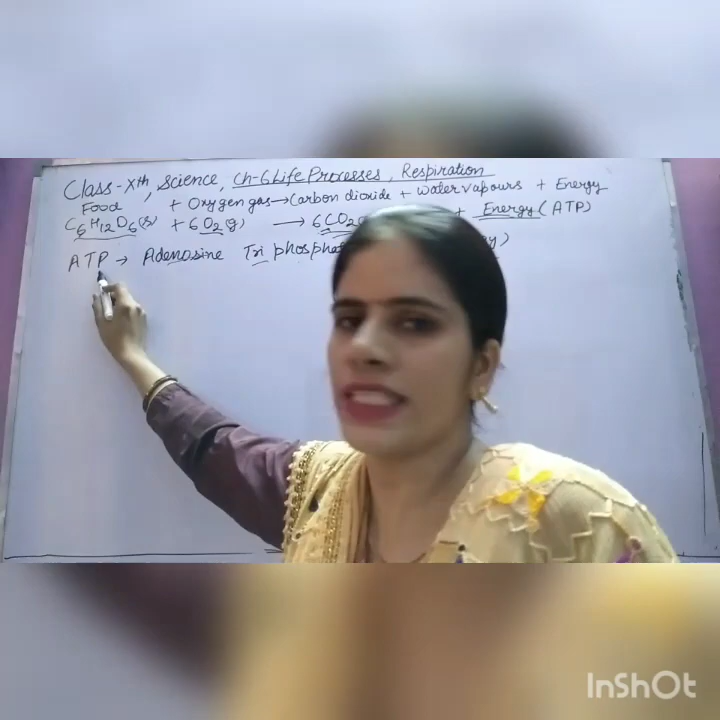 Class-Xth, Science, Ch-6 Life Processes, Respiration
Food + Oxygen gas → Carbon dioxide + Water vapours + Energy
C6H12O6(s) + 6O2(g) → 6CO2 + Energy (ATP)
ATP → Adenosine Tri
InShOt